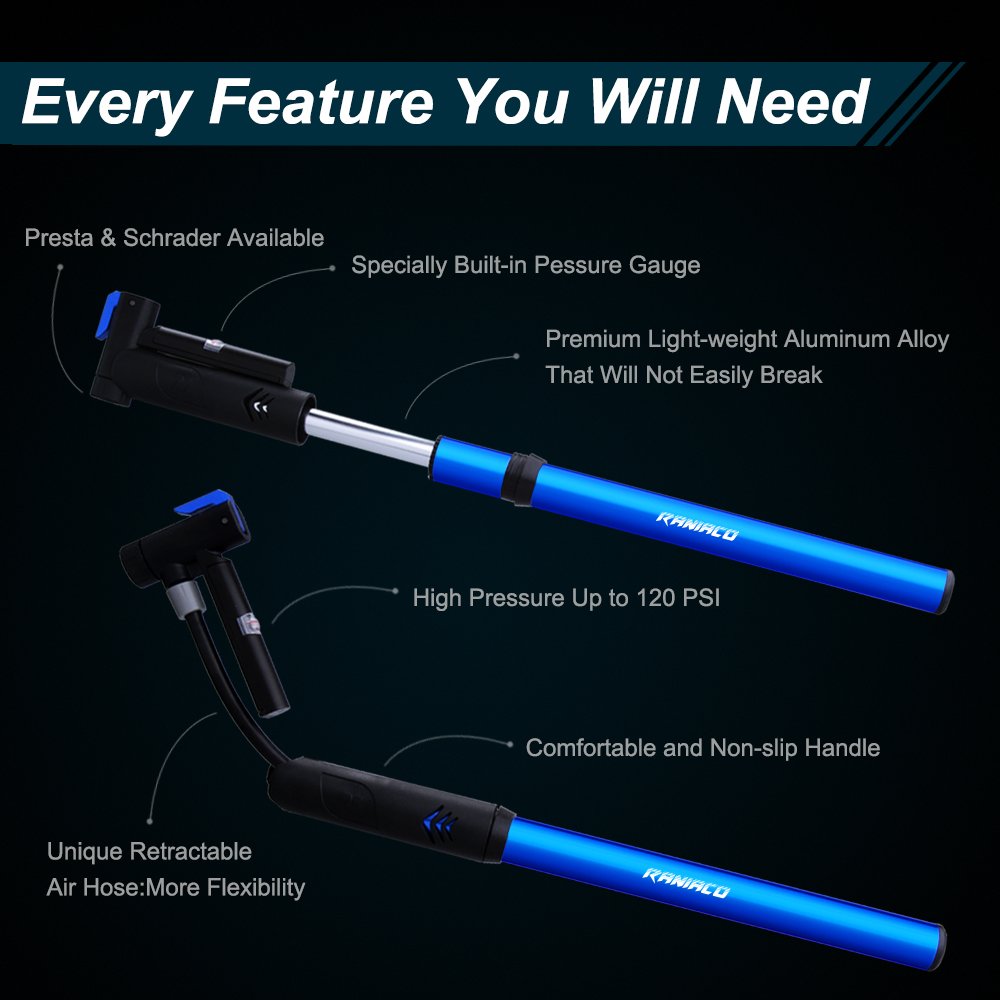 Every Feature You Will Need
Presta & Schrader Available
Specially Built-in Pessure Gauge
Premium Light-weight Aluminum Alloy
That Will Not Easily Break
RANIACO
High Pressure Up to 120 PSI
Comfortable and Non-slip Handle
Unique Retractable
Air Hose:More Flexibility
RANIACO